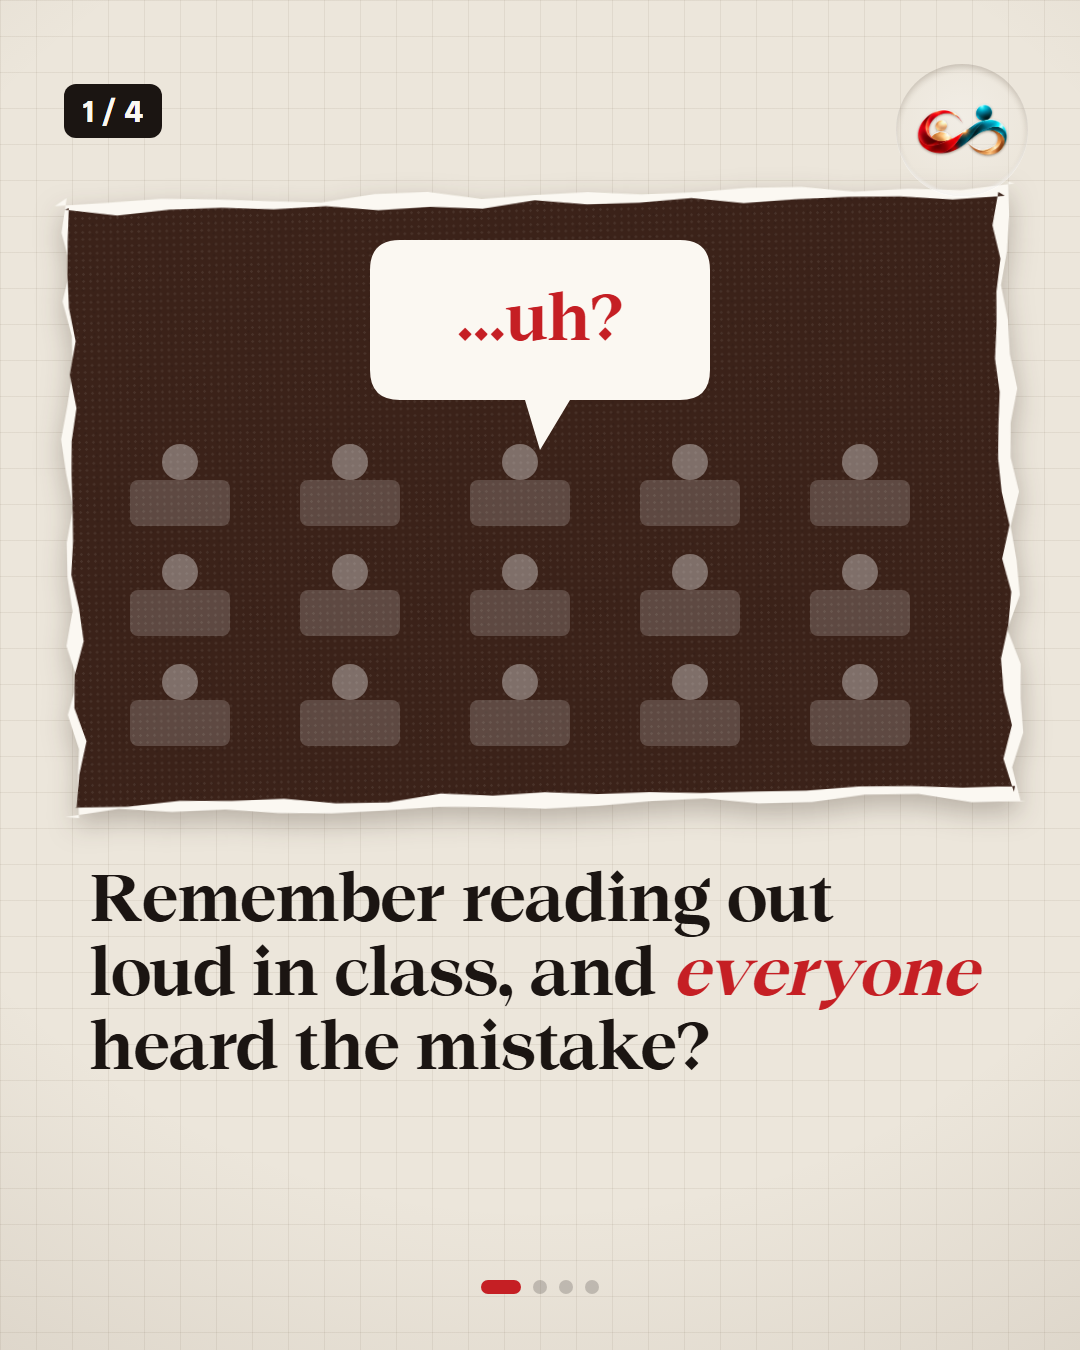 1 / 4
...uh?
Remember reading out
loud in class, and everyone
heard the mistake?